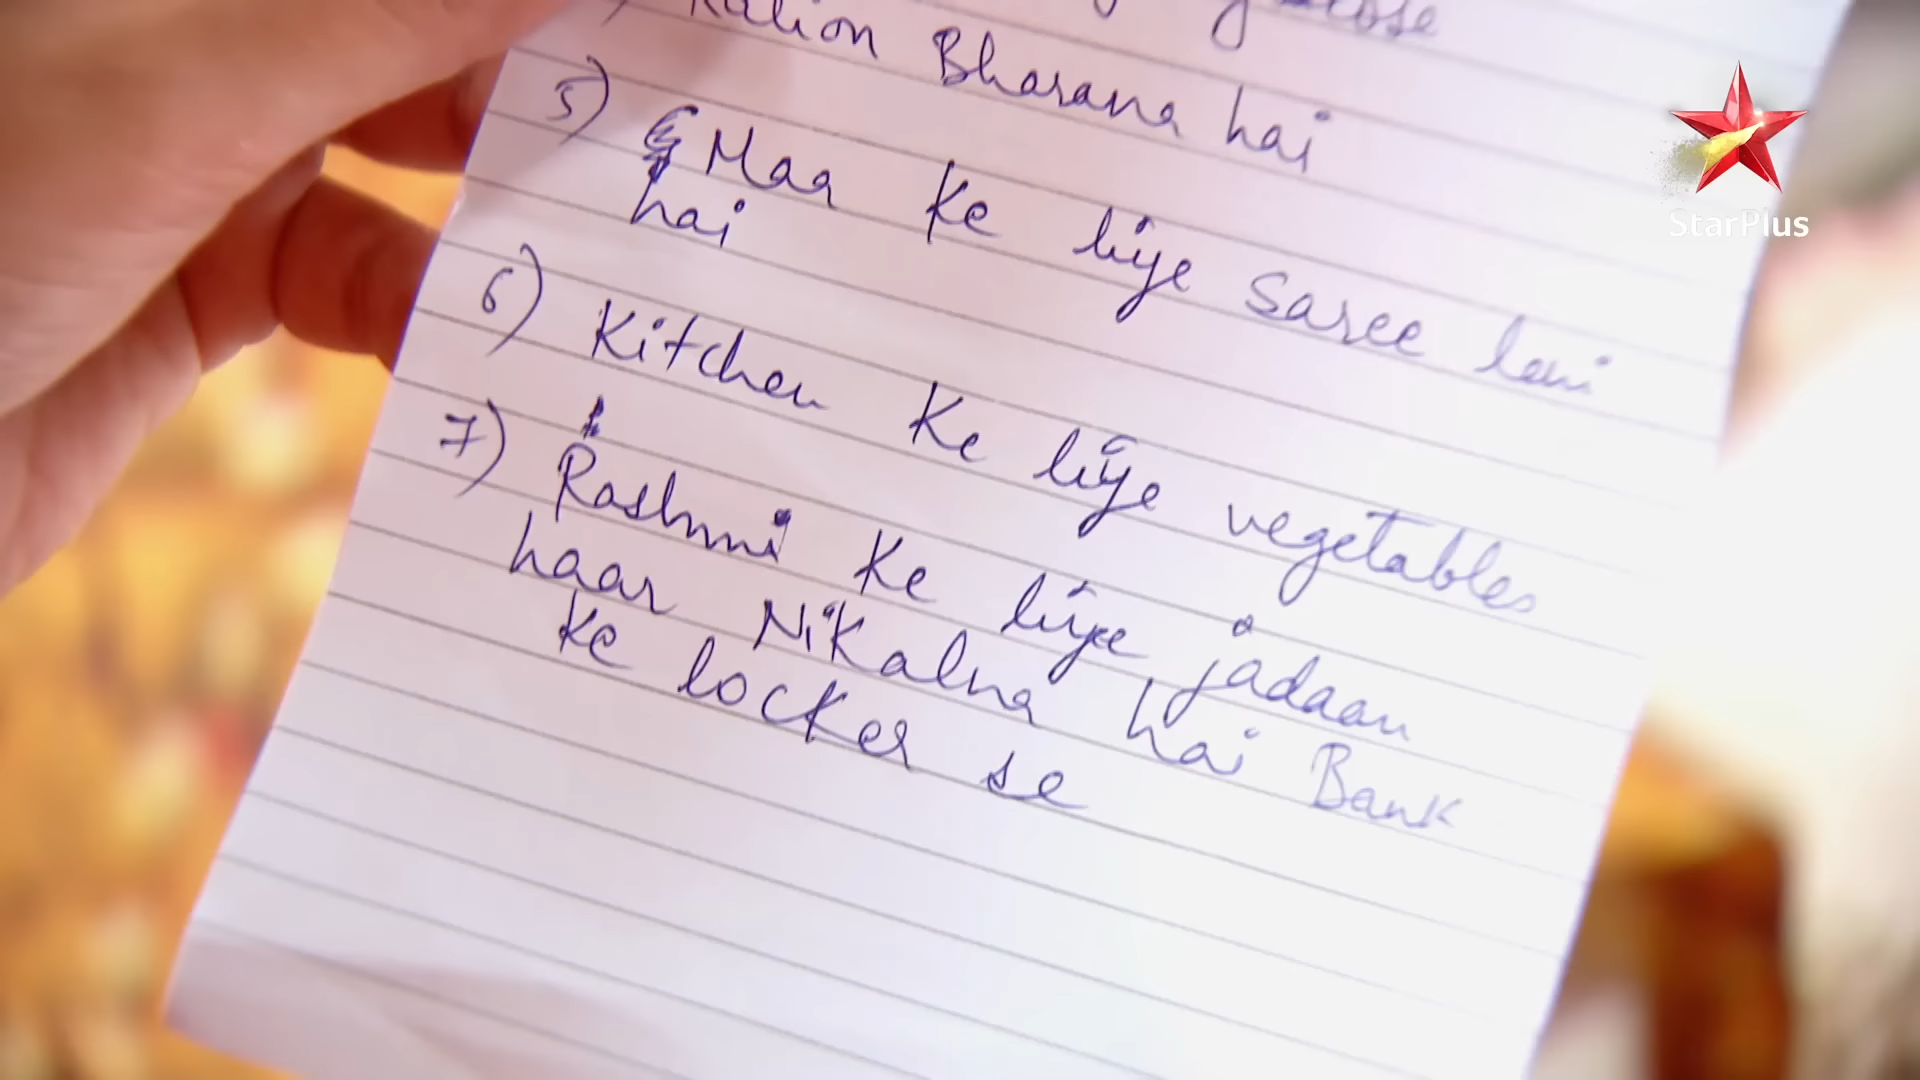 Bharana hai
5) Maa ke liye saree leni
hai
6) Kitchen ke liye vegetables
7) Rashmi ke liye jadaau
haar Nikalna hai Bank
ke locker se
StarPlus